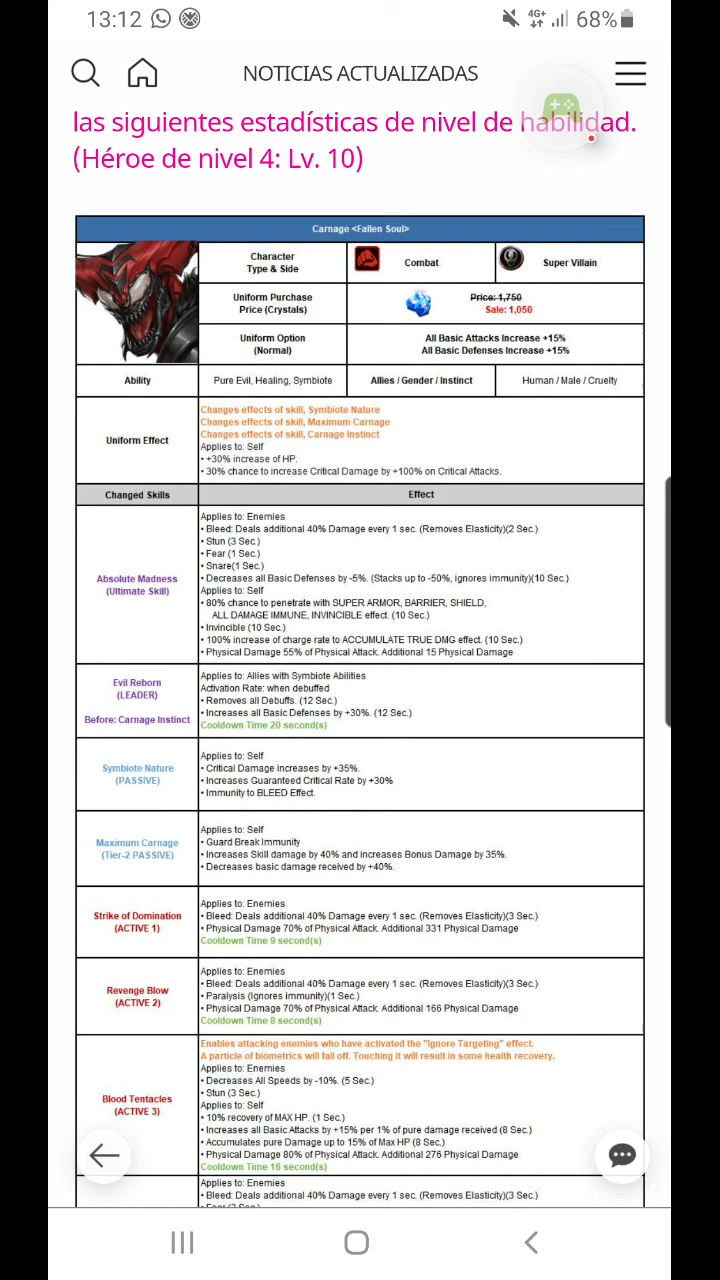 13:12
4G+
68%
NOTICIAS ACTUALIZADAS
las siguientes estadísticas de nivel de habilidad.
(Héroe de nivel 4: Lv. 10)
Carnage <Fallen Soul>
Character
Type & Side
Combat
Super Villain
Uniform Purchase
Price (Crystals)
Price: 1,750
Sale: 1,050
Uniform Option
(Normal)
All Basic Attacks Increase +15%
All Basic Defenses Increase +15%
Ability
Pure Evil, Healing, Symbiote
Allies / Gender / Instinct
Human / Male / Cruelty
Uniform Effect
Changes effects of skill, Symbiote Nature
Changes effects of skill, Maximum Carnage
Changes effects of skill, Carnage Instinct
Applies to: Self
• +30% increase of HP.
• 30% chance to increase Critical Damage by +100% on Critical Attacks.
Changed Skills
Effect
Absolute Madness
(Ultimate Skill)
Applies to: Enemies
• Bleed: Deals additional 40% Damage every 1 sec. (Removes Elasticity)(2 Sec.)
• Stun (3 Sec.)
• Fear (1 Sec.)
• Snare(1 Sec.)
• Decreases all Basic Defenses by -5%. (Stacks up to -50%, ignores immunity)(10 Sec.)
Applies to: Self
• 80% chance to penetrate with SUPER ARMOR, BARRIER, SHIELD,
ALL DAMAGE IMMUNE, INVINCIBLE effect. (10 Sec.)
• Invincible (10 Sec.)
• 100% increase of charge rate to ACCUMULATE TRUE DMG effect. (10 Sec.)
• Physical Damage 55% of Physical Attack. Additional 15 Physical Damage
Evil Reborn
(LEADER)
Before: Carnage Instinct
Applies to: Allies with Symbiote Abilities
Activation Rate: when debuffed
• Removes all Debuffs. (12 Sec.)
• Increases all Basic Defenses by +30%. (12 Sec.)
Cooldown Time 20 second(s)
Symbiote Nature
(PASSIVE)
Applies to: Self
• Critical Damage increases by +35%.
• Increases Guaranteed Critical Rate by +30%
• Immunity to BLEED Effect.
Maximum Carnage
(Tier-2 PASSIVE)
Applies to: Self
• Guard Break Immunity
• Increases Skill damage by 40% and increases Bonus Damage by 35%.
• Decreases basic damage received by +40%.
Strike of Domination
(ACTIVE 1)
Applies to: Enemies
• Bleed: Deals additional 40% Damage every 1 sec. (Removes Elasticity)(3 Sec.)
• Physical Damage 70% of Physical Attack. Additional 331 Physical Damage
Cooldown Time 9 second(s)
Revenge Blow
(ACTIVE 2)
Applies to: Enemies
• Bleed: Deals additional 40% Damage every 1 sec. (Removes Elasticity)(3 Sec.)
• Paralysis (Ignores immunity)(1 Sec.)
• Physical Damage 70% of Physical Attack. Additional 166 Physical Damage
Cooldown Time 8 second(s)
Blood Tentacles
(ACTIVE 3)
Enables attacking enemies who have activated the "Ignore Targeting" effect.
A particle of biometrics will fall off. Touching it will result in some health recovery.
Applies to: Enemies
• Decreases All Speeds by -10%. (5 Sec.)
• Stun (3 Sec.)
Applies to: Self
• 10% recovery of MAX HP. (1 Sec.)
• Increases all Basic Attacks by +15% per 1% of pure damage received (8 Sec.)
• Accumulates pure Damage up to 15% of Max HP (8 Sec.)
• Physical Damage 80% of Physical Attack. Additional 276 Physical Damage
Cooldown Time 16 second(s)
Applies to: Enemies
• Bleed: Deals additional 40% Damage every 1 sec. (Removes Elasticity)(3 Sec.)